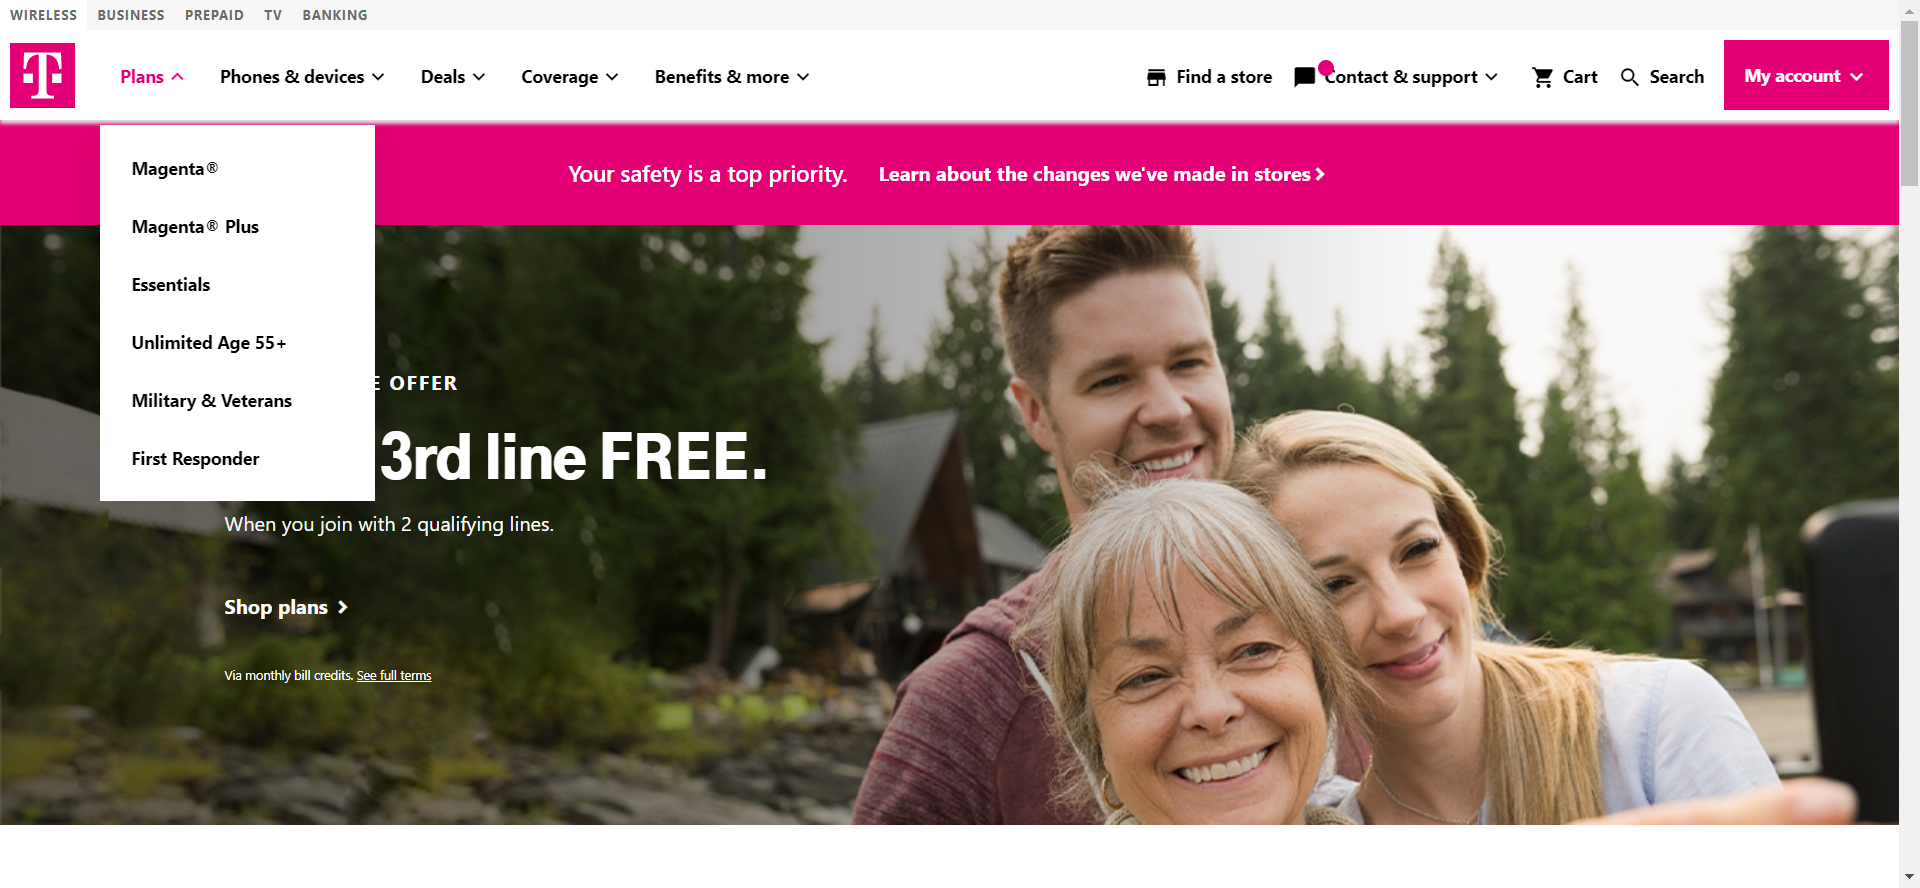 WIRELESS BUSINESS PREPAID TV BANKING
T Plans Phones & devices Deals Coverage Benefits & more Find a store Contact & support Cart Search My account
Your safety is a top priority. Learn about the changes we've made in stores
Magenta®
Magenta® Plus
Essentials
Unlimited Age 55+
Military & Veterans
First Responder
OFFER
3rd line FREE.
When you join with 2 qualifying lines.
Shop plans
Via monthly bill credits. See full terms